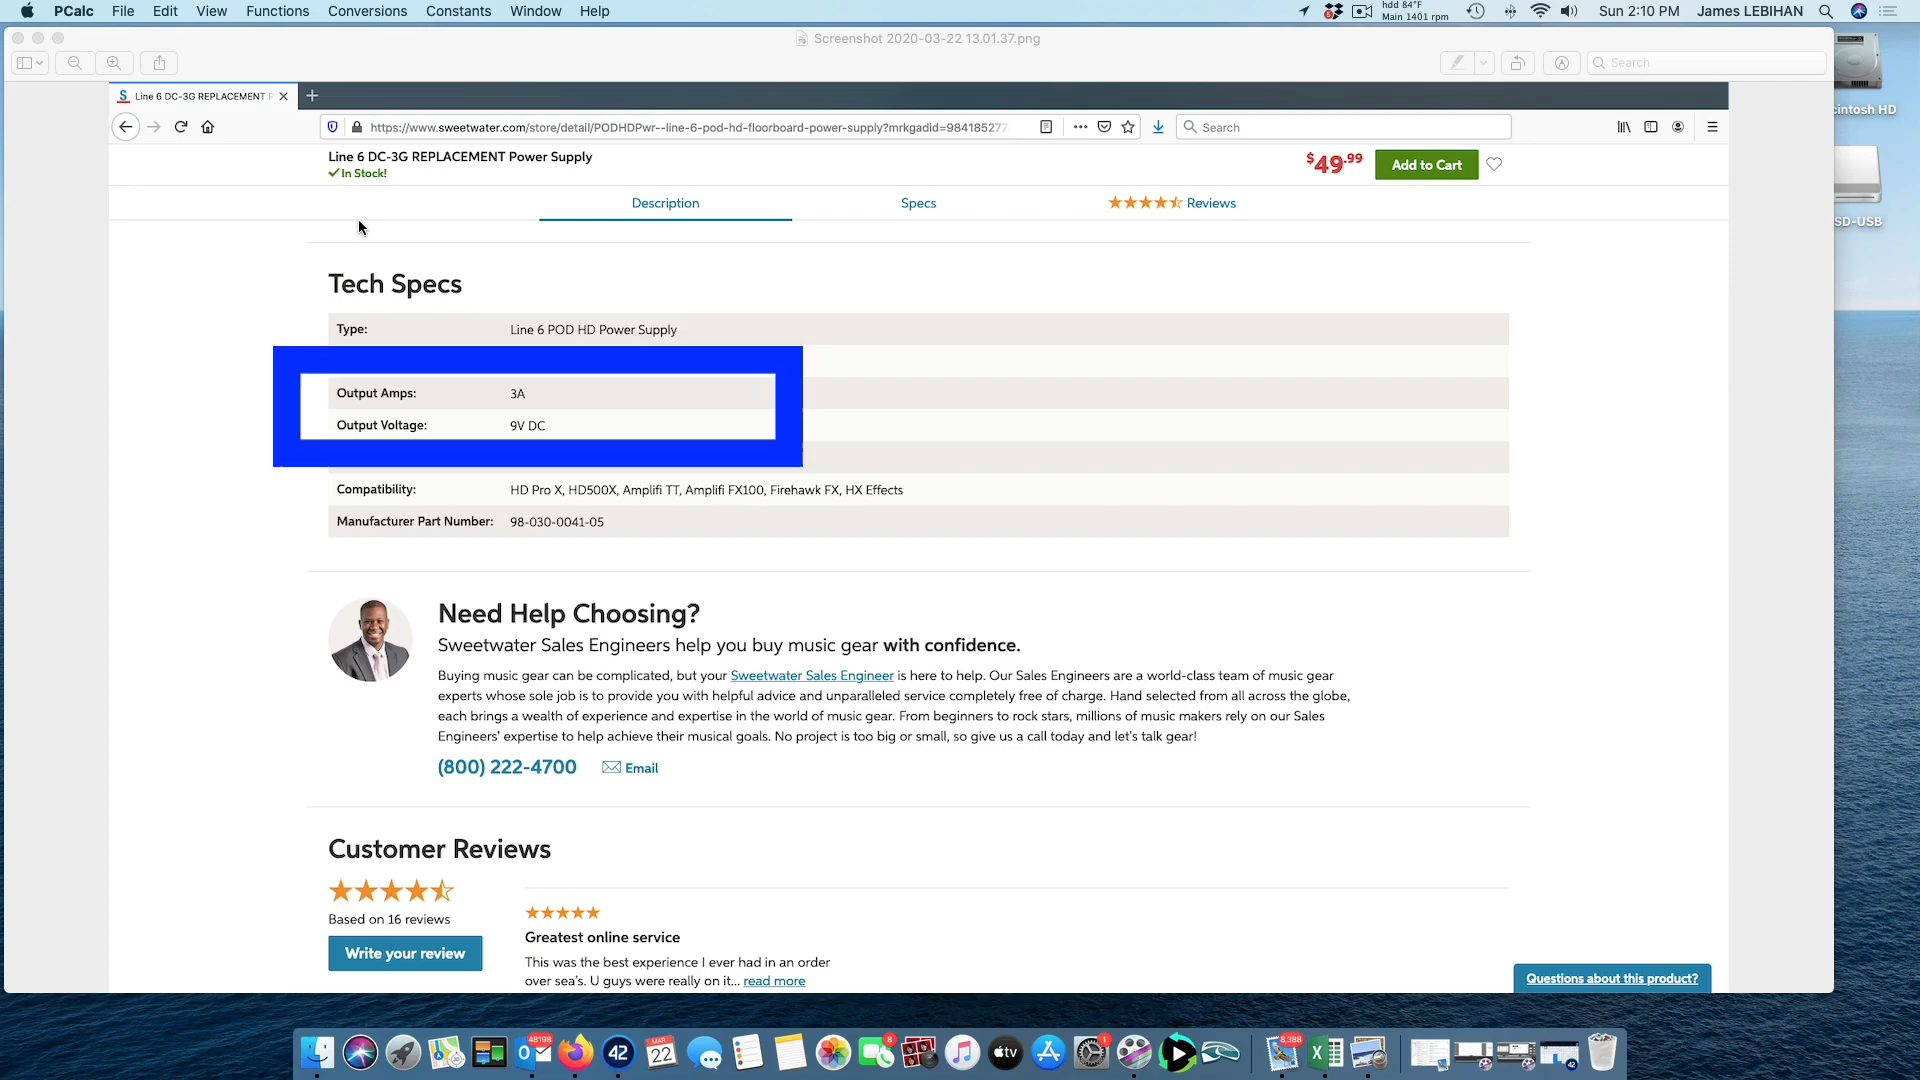 PCalc File Edit View Functions Conversions Constants Window Help
hdd 84°F
Main 1401 rpm
Sun 2:10 PM James LEBIHAN
Screenshot 2020-03-22 13.01.37.png
Search
Line 6 DC-3G REPLACEMENT P
https://www.sweetwater.com/store/detail/PODHDPwr--line-6-pod-hd-floorboard-power-supply?mrkgadid=98418527
Search
Line 6 DC-3G REPLACEMENT Power Supply
In Stock!
$49.99
Add to Cart
Description
Specs
Reviews
Tech Specs
Type: Line 6 POD HD Power Supply
Output Amps: 3A
Output Voltage: 9V DC
Compatibility: HD Pro X, HD500X, Amplifi TT, Amplifi FX100, Firehawk FX, HX Effects
Manufacturer Part Number: 98-030-0041-05
Need Help Choosing?
Sweetwater Sales Engineers help you buy music gear with confidence.
Buying music gear can be complicated, but your Sweetwater Sales Engineer is here to help. Our Sales Engineers are a world-class team of music gear
experts whose sole job is to provide you with helpful advice and unparalleled service completely free of charge. Hand selected from all across the globe,
each brings a wealth of experience and expertise in the world of music gear. From beginners to rock stars, millions of music makers rely on our Sales
Engineers' expertise to help achieve their musical goals. No project is too big or small, so give us a call today and let's talk gear!
(800) 222-4700 Email
Customer Reviews
Based on 16 reviews
Write your review
Greatest online service
This was the best experience I ever had in an order
over sea's. U guys were really on it... read more
Questions about this product?
cintosh HD
SD-USB
48198
42
MAR
22
8
tv
1
8,388